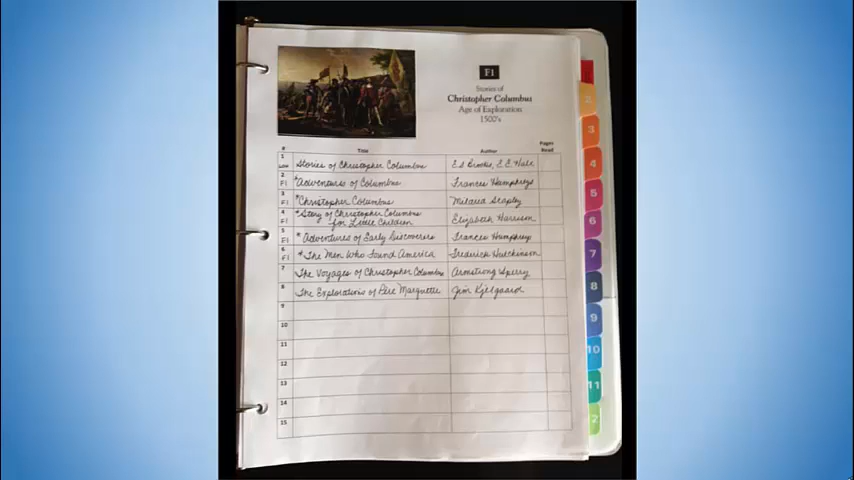 F1
Stories of
Christopher Columbus
Age of Exploration
1500's
# Title Author Pages Read
1 Stories of Christopher Columbus ES Brooks, E.E. Hale
2 F1 *Adventures of Columbus Frances Humphreys
3 F1 *Christopher Columbus Mildred Stapley
4 F1 *Story of Christopher Columbus
for Little Children Elizabeth Harrison
5 F1 *Adventures of Early Discoverers Frances Humphreys
6 F1 *The Men Who Found America Frederick Hutchinson
7 The Voyages of Christopher Columbus Armstrong Sperry
8 The Explorations of Pere Marquette Jim Kjelgaard
9
10
11
12
13
14
15
2
3
4
5
6
7
8
9
10
11
12